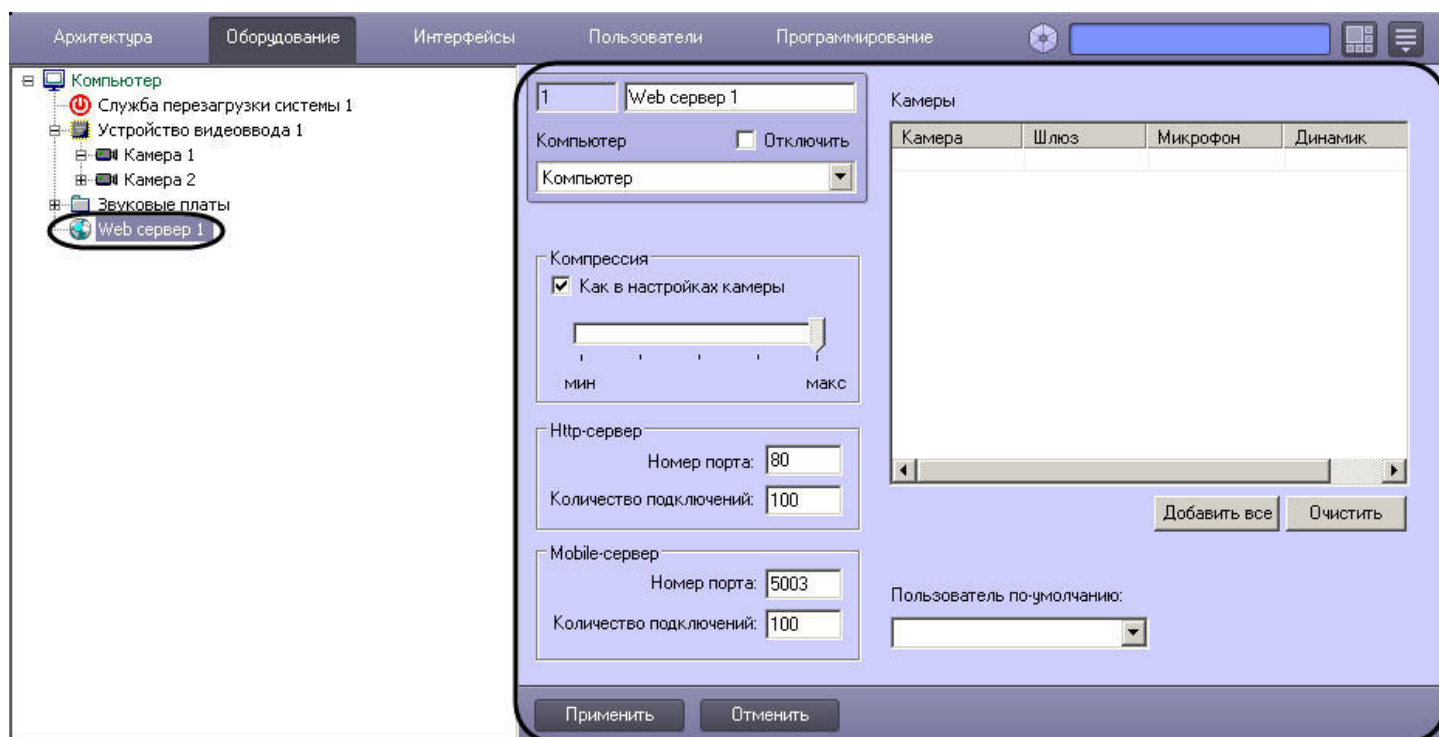 Архитектура Оборудование Интерфейсы Пользователи Программирование
Компьютер
Служба перезагрузки системы 1
Устройство видеоввода 1
Камера 1
Камера 2
Звуковые платы
Web сервер 1
1 Web сервер 1
Компьютер Отключить
Компьютер
Компрессия
Как в настройках камеры
мин макс
Http-сервер
Номер порта: 80
Количество подключений: 100
Mobile-сервер
Номер порта: 5003
Количество подключений: 100
Камеры
Камера Шлюз Микрофон Динамик
Добавить все Очистить
Пользователь по-умолчанию:
Применить Отменить